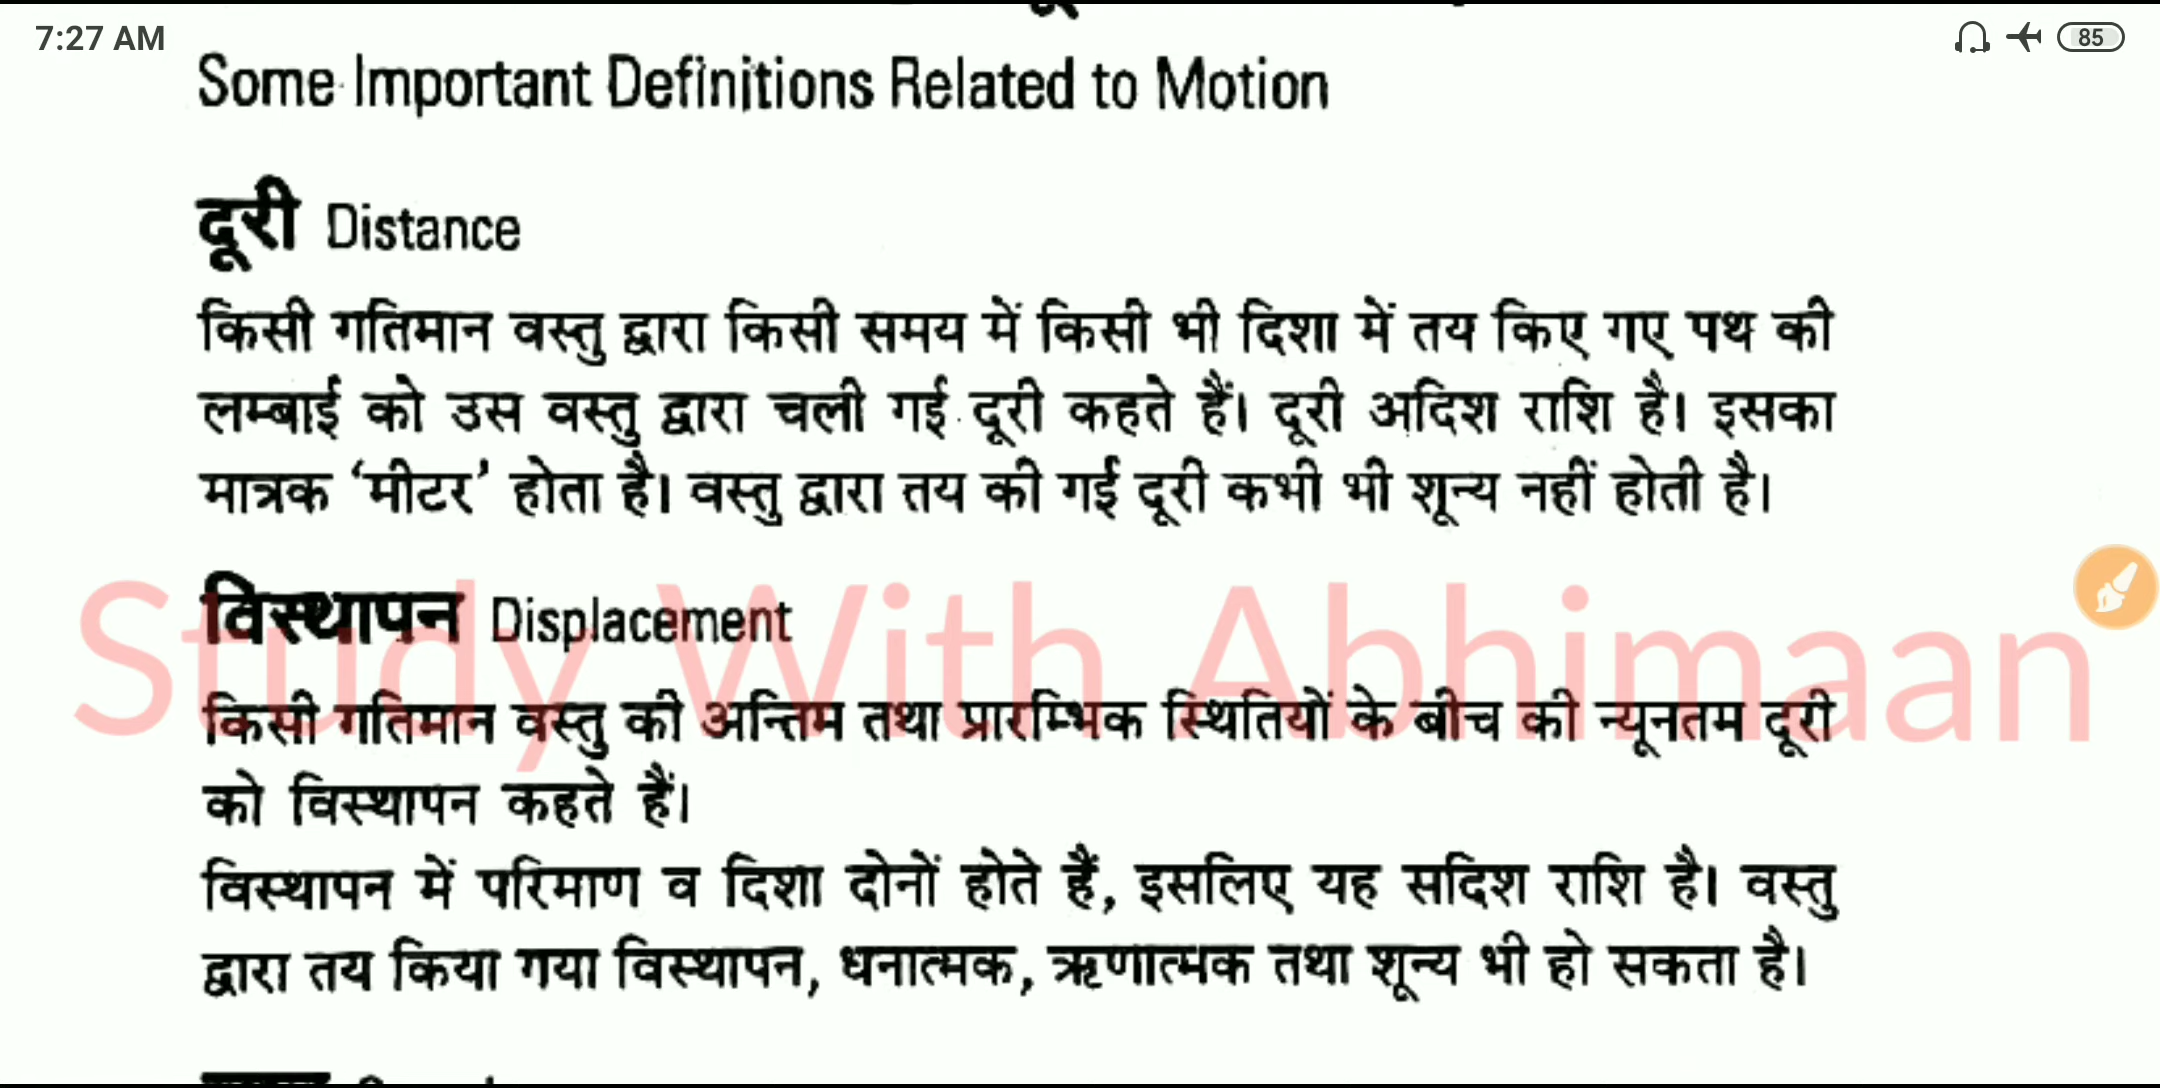 7:27 AM
85
Some Important Definitions Related to Motion
दूरी Distance
किसी गतिमान वस्तु द्वारा किसी समय में किसी भी दिशा में तय किए गए पथ की
लम्बाई को उस वस्तु द्वारा चली गई दूरी कहते हैं। दूरी अदिश राशि है। इसका
मात्रक ‘मीटर’ होता है। वस्तु द्वारा तय की गई दूरी कभी भी शून्य नहीं होती है।
विस्थापन Displacement
Study With Abhimaan
किसी गतिमान वस्तु की अन्तिम तथा प्रारम्भिक स्थितियों के बीच की न्यूनतम दूरी
को विस्थापन कहते हैं।
विस्थापन में परिमाण व दिशा दोनों होते हैं, इसलिए यह सदिश राशि है। वस्तु
द्वारा तय किया गया विस्थापन, धनात्मक, ऋणात्मक तथा शून्य भी हो सकता है।